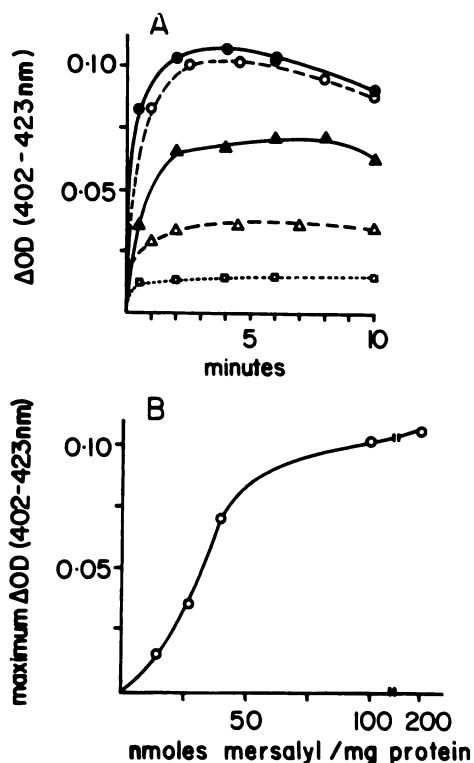 A
ΔOD (402-423nm)
0·10
0·05
5
10
minutes
B
maximum ΔOD (402-423nm)
0·10
0·05
50
100
200
nmoles mersalyl/mg protein